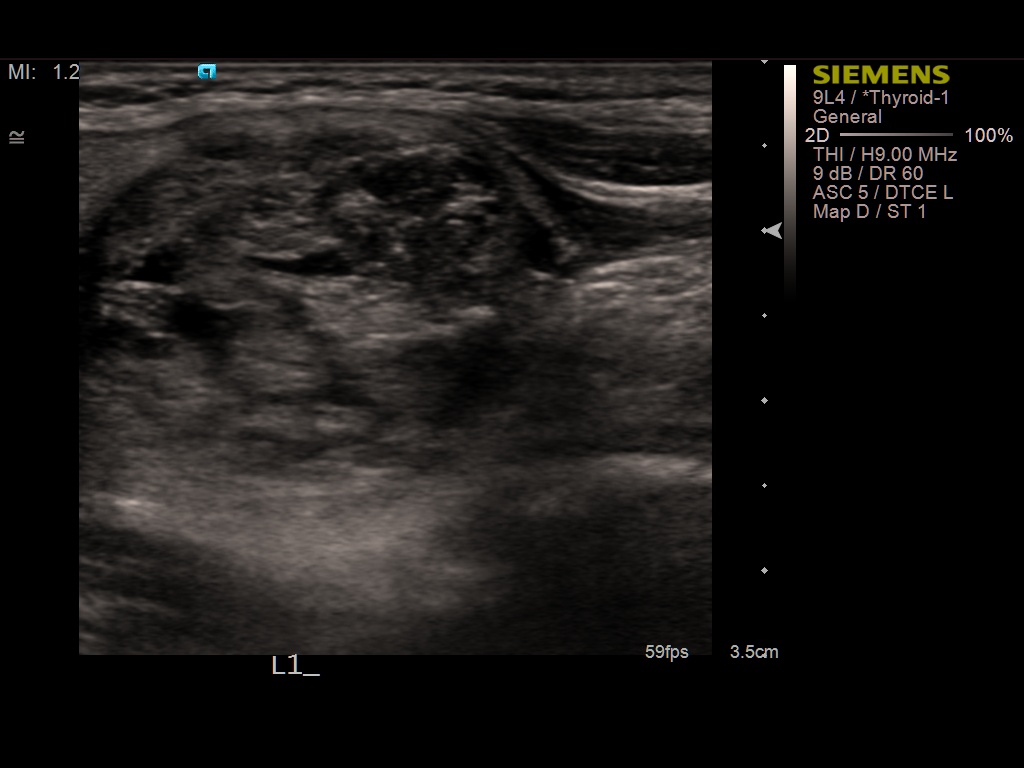 MI: 1.2
SIEMENS
9L4 / *Thyroid-1
General
2D 100%
THI / H9.00 MHz
9 dB / DR 60
ASC 5 / DTCE L
Map D / ST 1
59fps 3.5cm
L1_